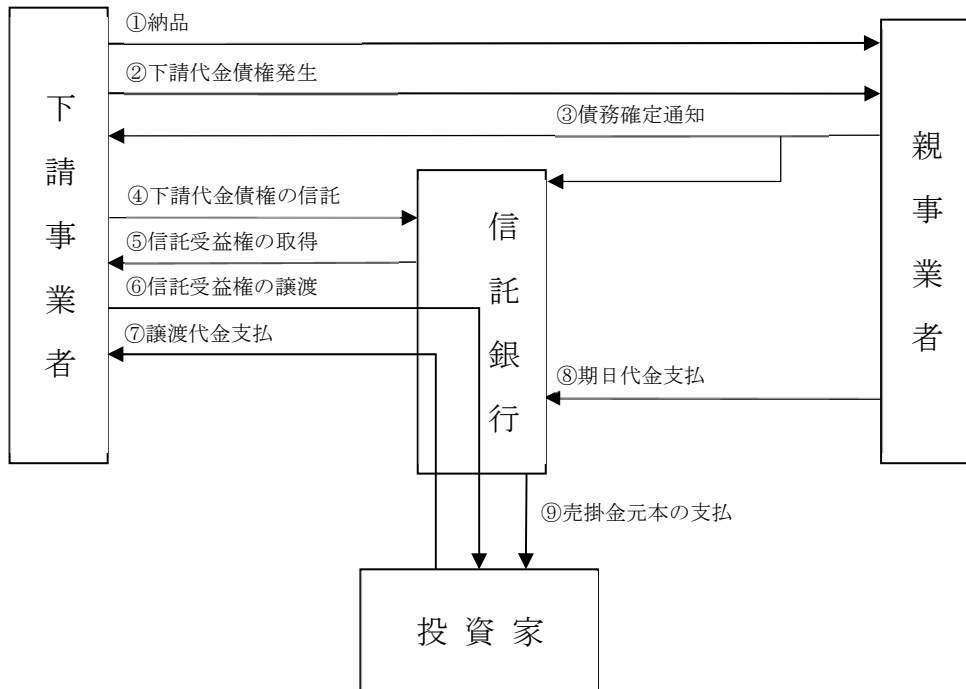 ①納品
②下請代金債権発生
③債務確定通知
下請事業者
親事業者
④下請代金債権の信託
信託銀行
⑤信託受益権の取得
⑥信託受益権の譲渡
⑦譲渡代金支払
⑧期日代金支払
⑨売掛金元本の支払
投資家